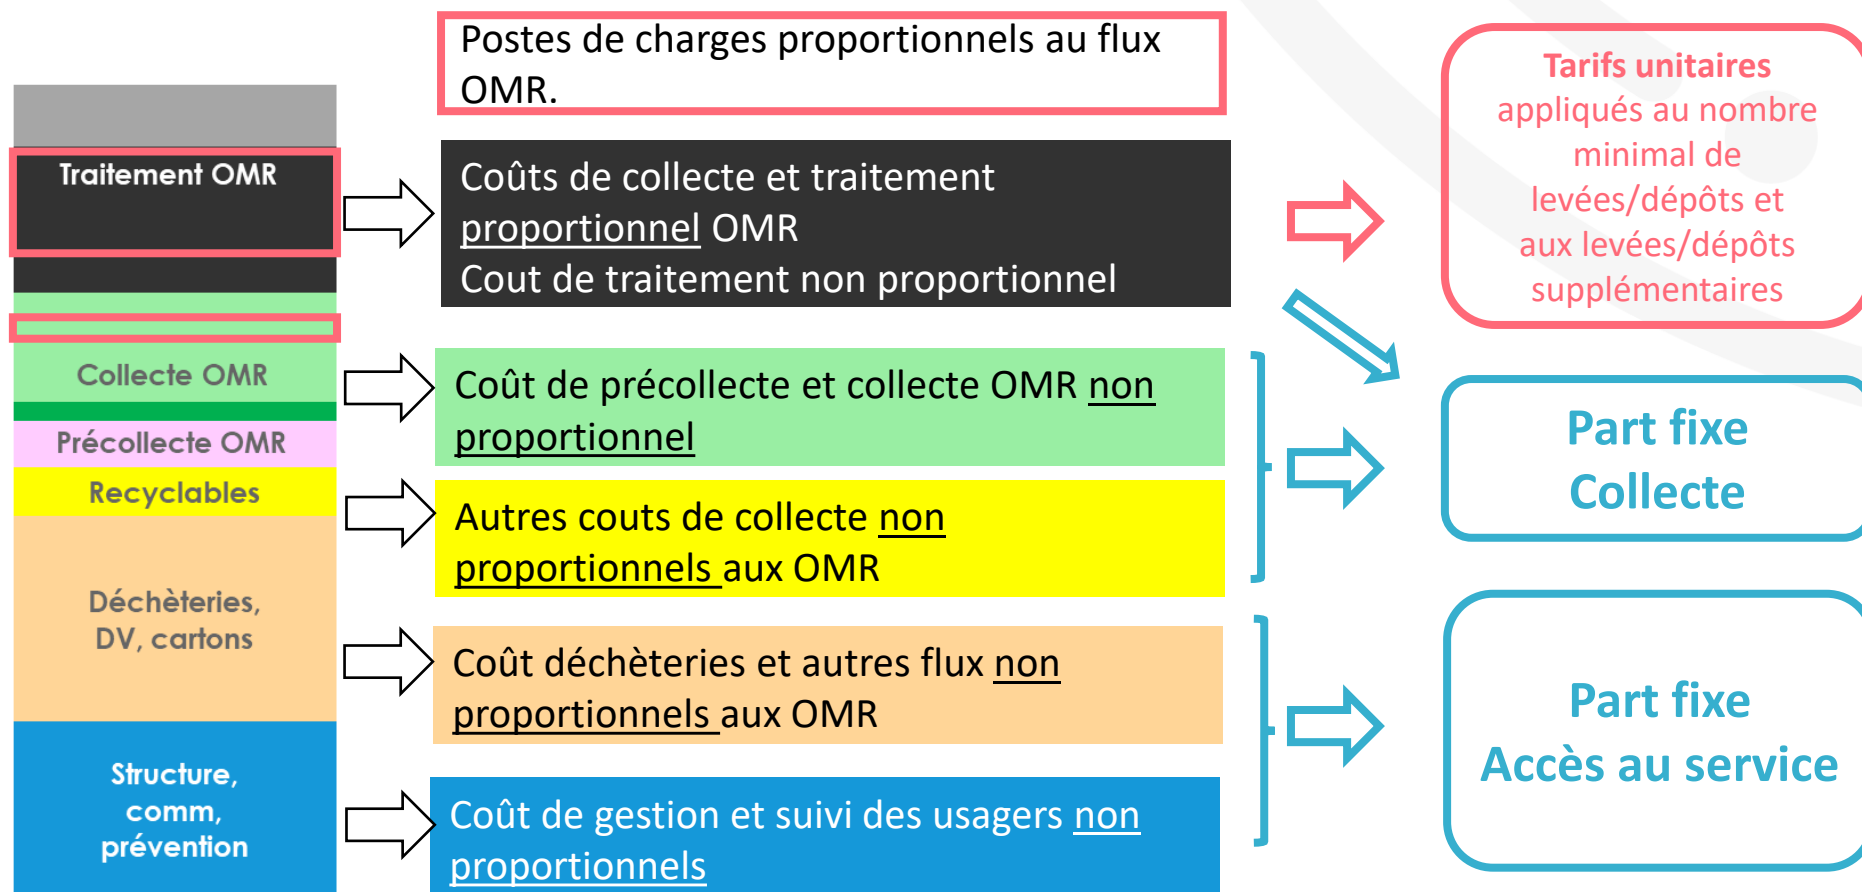 Postes de charges proportionnels au flux
OMR.
Traitement OMR
Collecte OMR
Précollecte OMR
Recyclables
Déchèteries,
DV, cartons
Structure,
comm,
prévention
Coûts de collecte et traitement
proportionnel OMR
Cout de traitement non proportionnel
Coût de précollecte et collecte OMR non
proportionnel
Autres couts de collecte non
proportionnels aux OMR
Coût déchèteries et autres flux non
proportionnels aux OMR
Coût de gestion et suivi des usagers non
proportionnels
Tarifs unitaires
appliqués au nombre
minimal de
levées/dépôts et
aux levées/dépôts
supplémentaires
Part fixe
Collecte
Part fixe
Accès au service